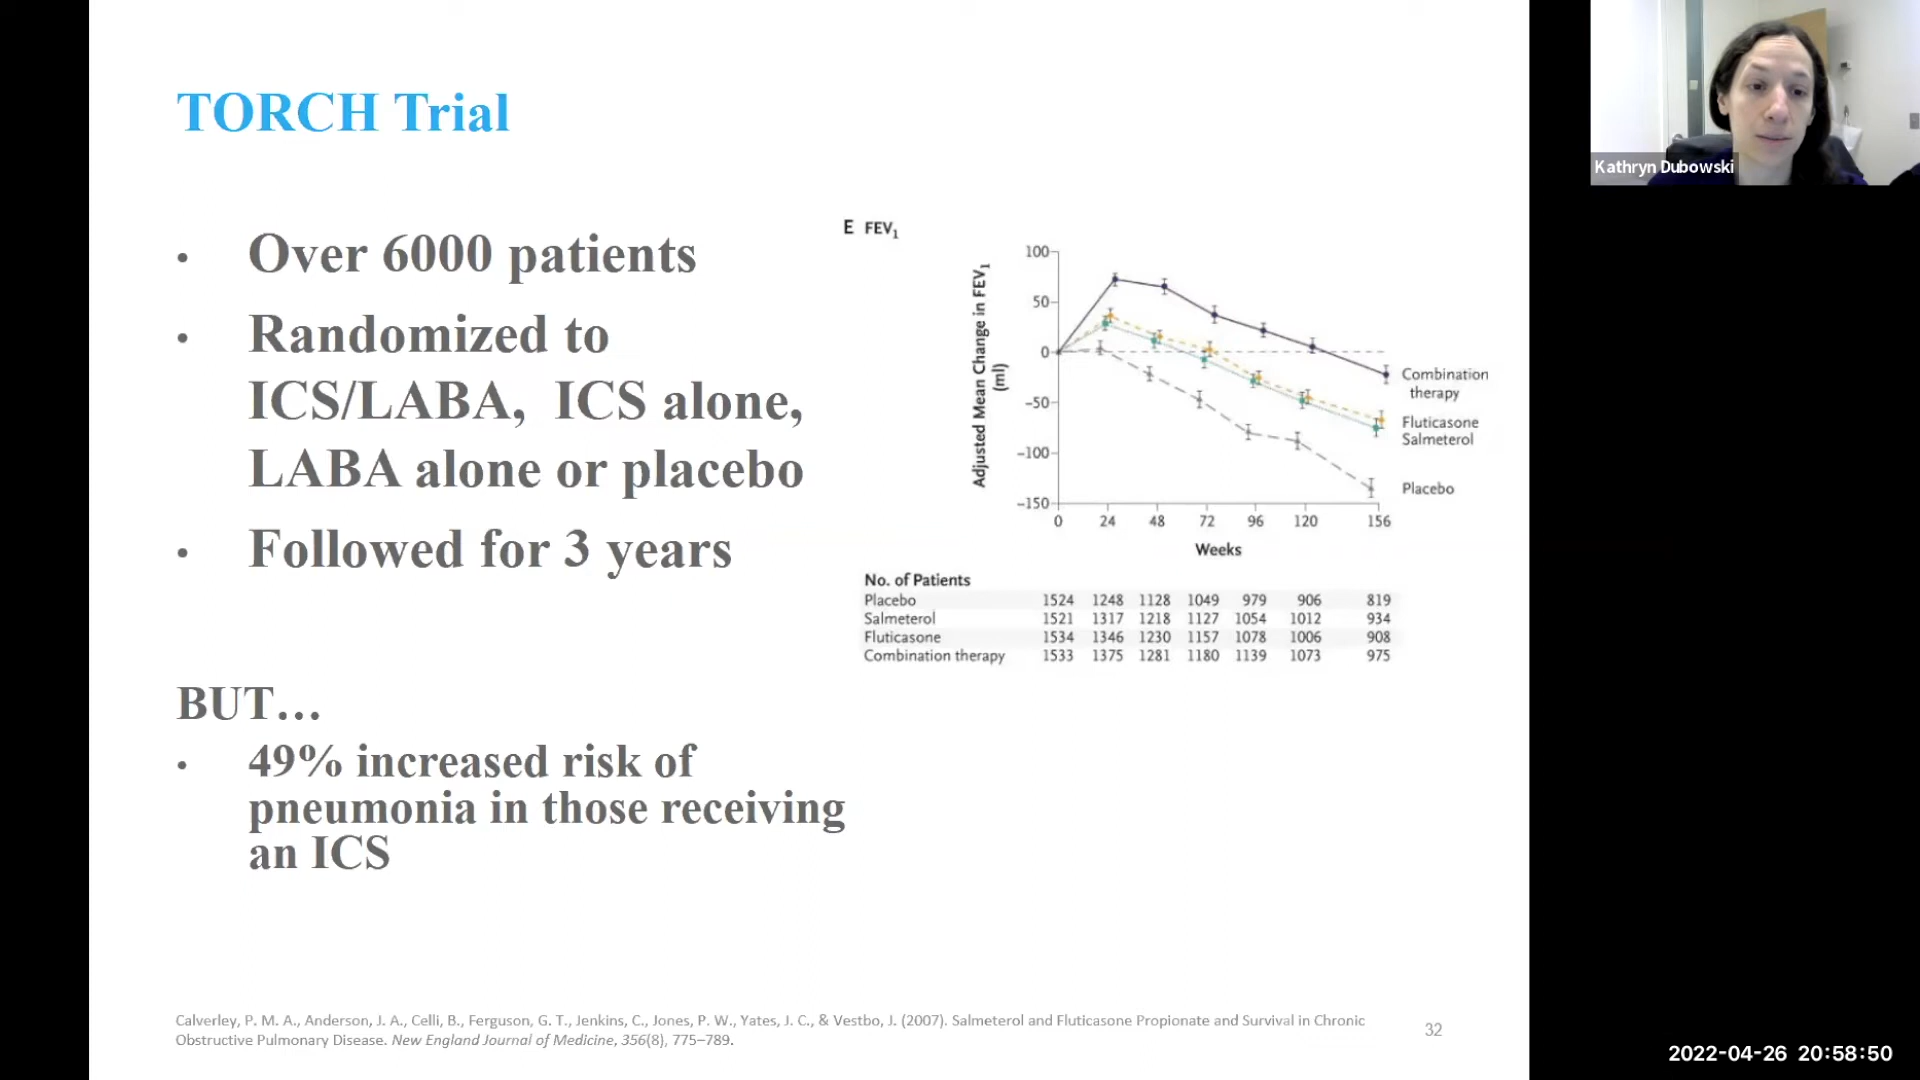 TORCH Trial
• Over 6000 patients
• Randomized to
ICS/LABA, ICS alone,
LABA alone or placebo
• Followed for 3 years
BUT…
• 49% increased risk of
pneumonia in those receiving
an ICS
E FEV1
Adjusted Mean Change in FEV1
(ml)
100
50
0
−50
−100
−150
0 24 48 72 96 120 156
Weeks
Combination
therapy
Fluticasone
Salmeterol
Placebo
No. of Patients
Placebo 1524 1248 1128 1049 979 906 819
Salmeterol 1521 1317 1218 1127 1054 1012 934
Fluticasone 1534 1346 1230 1157 1078 1006 908
Combination therapy 1533 1375 1281 1180 1139 1073 975
Calverley, P. M. A., Anderson, J. A., Celli, B., Ferguson, G. T., Jenkins, C., Jones, P. W., Yates, J. C., & Vestbo, J. (2007). Salmeterol and Fluticasone Propionate and Survival in Chronic
Obstructive Pulmonary Disease. New England Journal of Medicine, 356(8), 775–789.
32
Kathryn Dubowski
2022-04-26 20:58:50